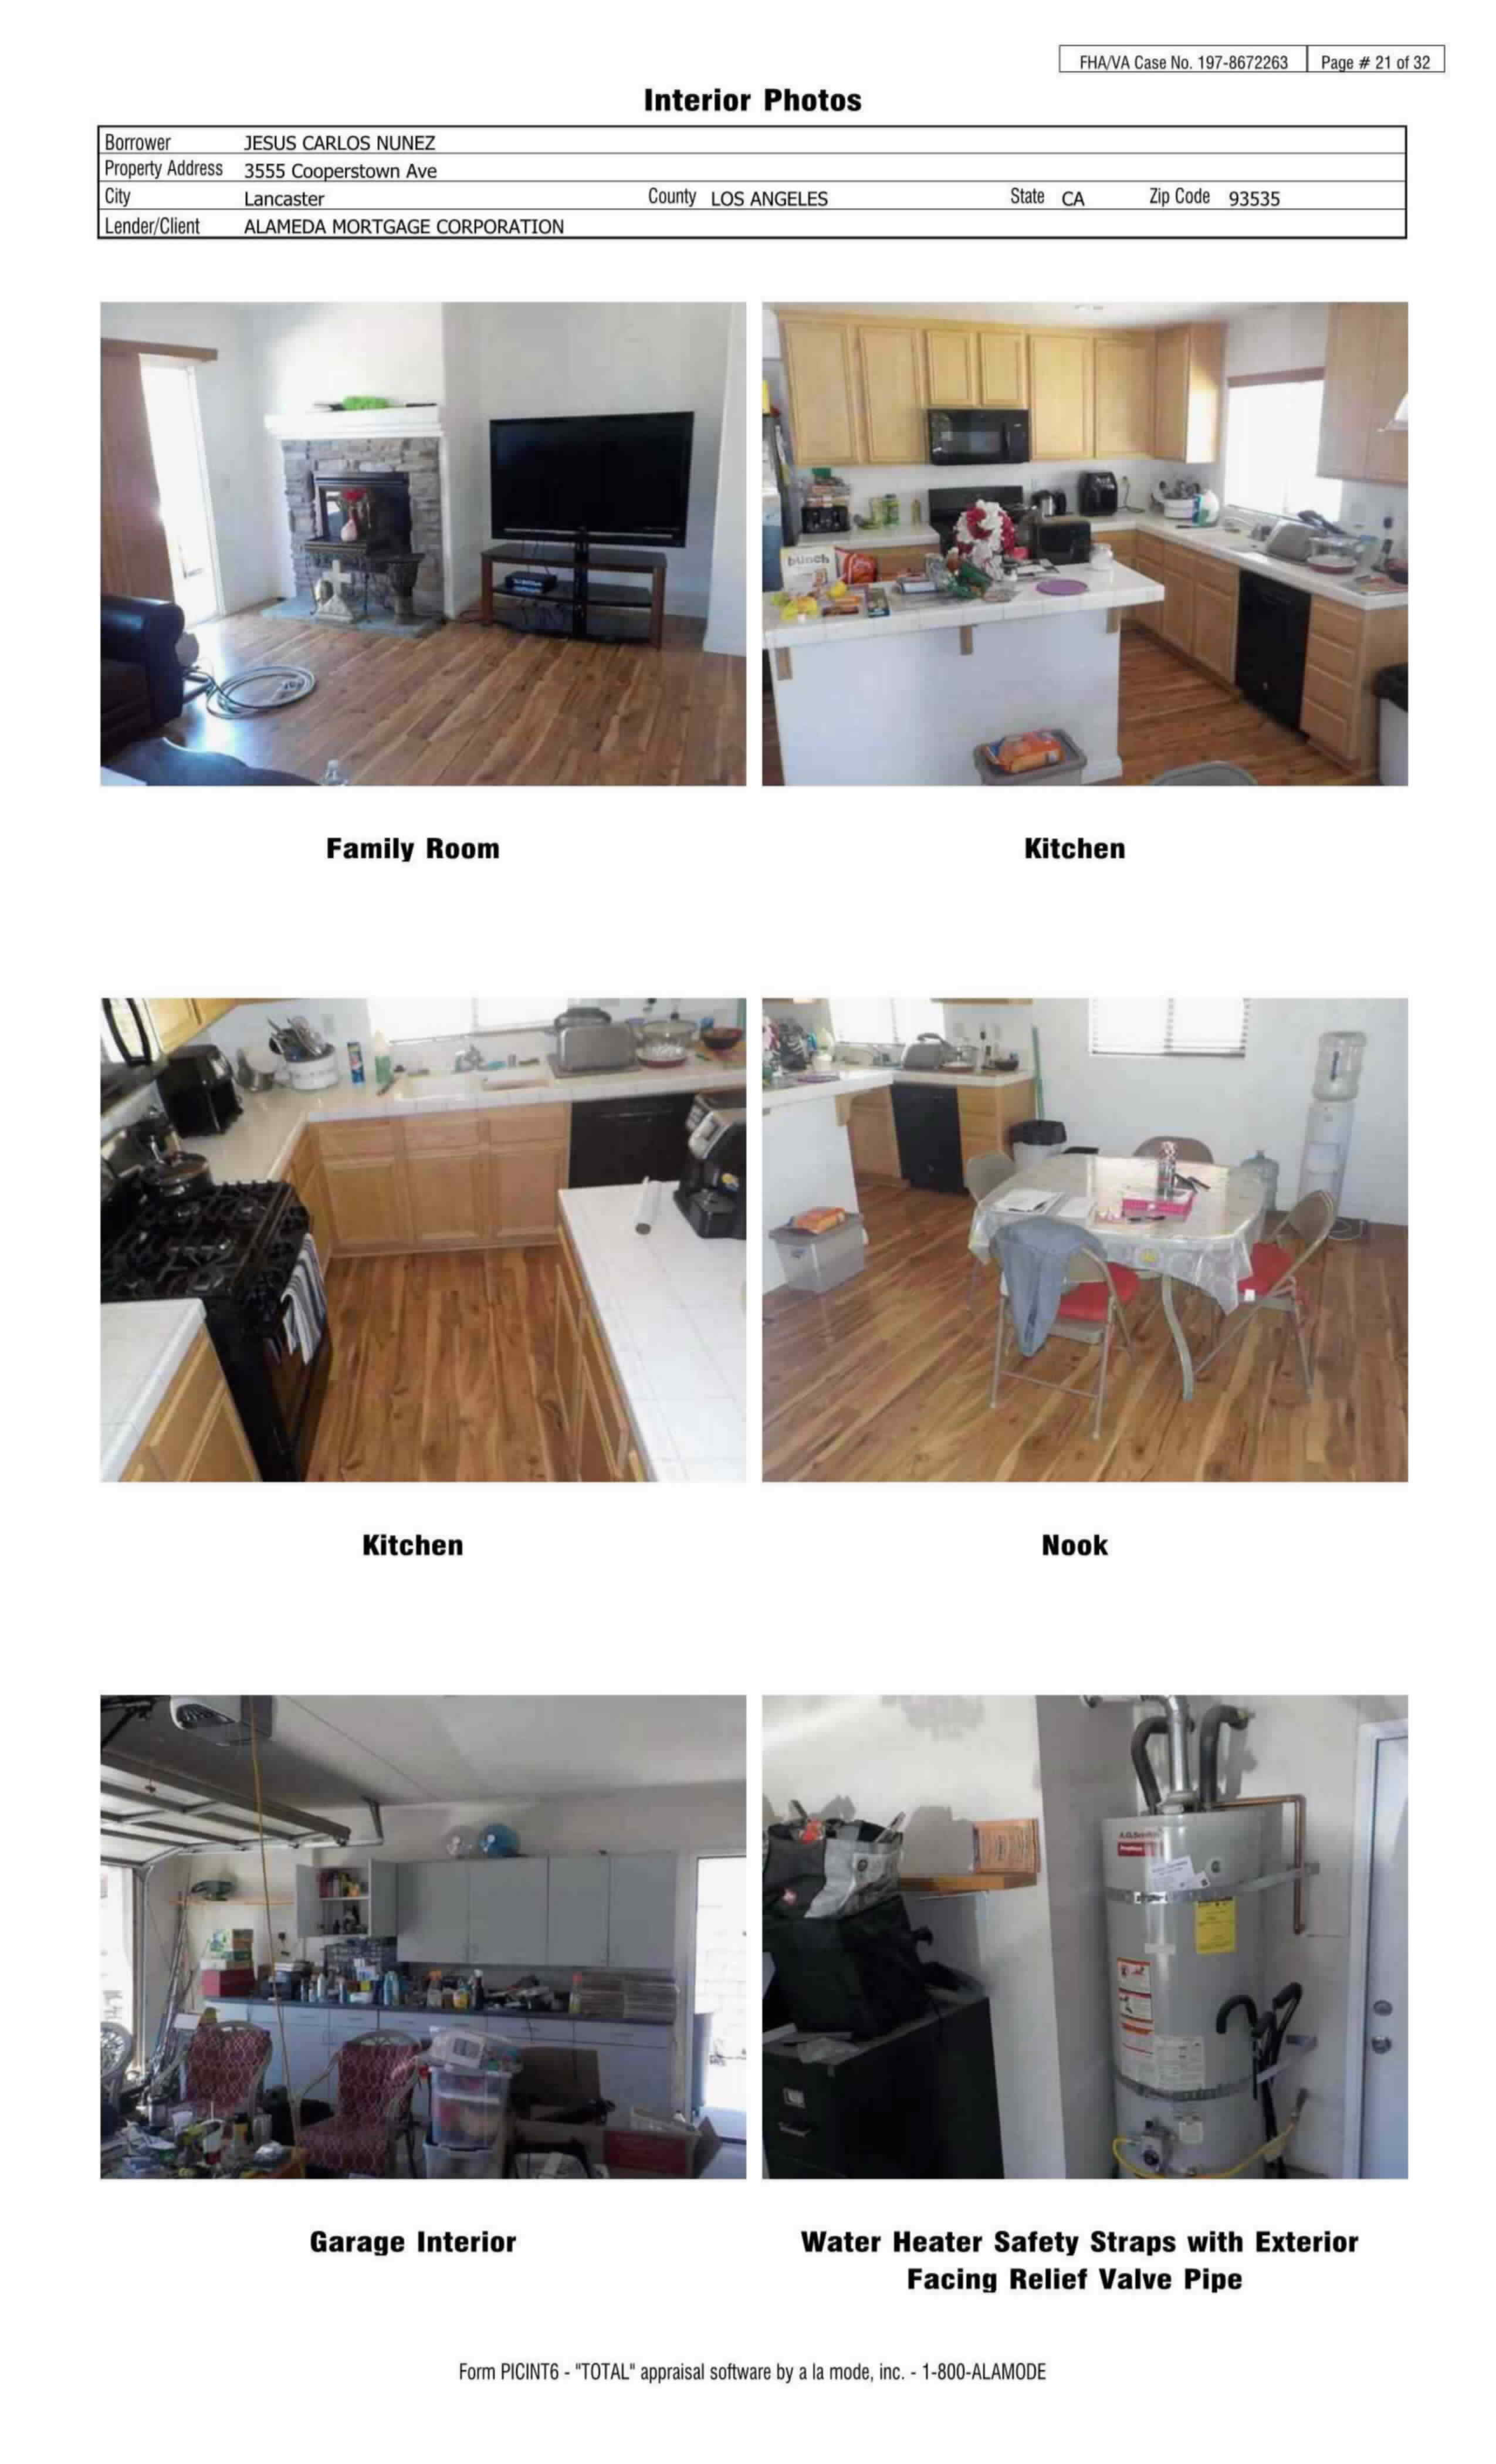 FHA/VA Case No. 197-8672263 Page # 21 of 32
Interior Photos
Borrower JESUS CARLOS NUNEZ
Property Address 3555 Cooperstown Ave
City Lancaster County LOS ANGELES State CA Zip Code 93535
Lender/Client ALAMEDA MORTGAGE CORPORATION
bunch
Family Room Kitchen
Kitchen Nook
Garage Interior Water Heater Safety Straps with Exterior
Facing Relief Valve Pipe
Form PICINT6 - "TOTAL" appraisal software by a la mode, inc. - 1-800-ALAMODE